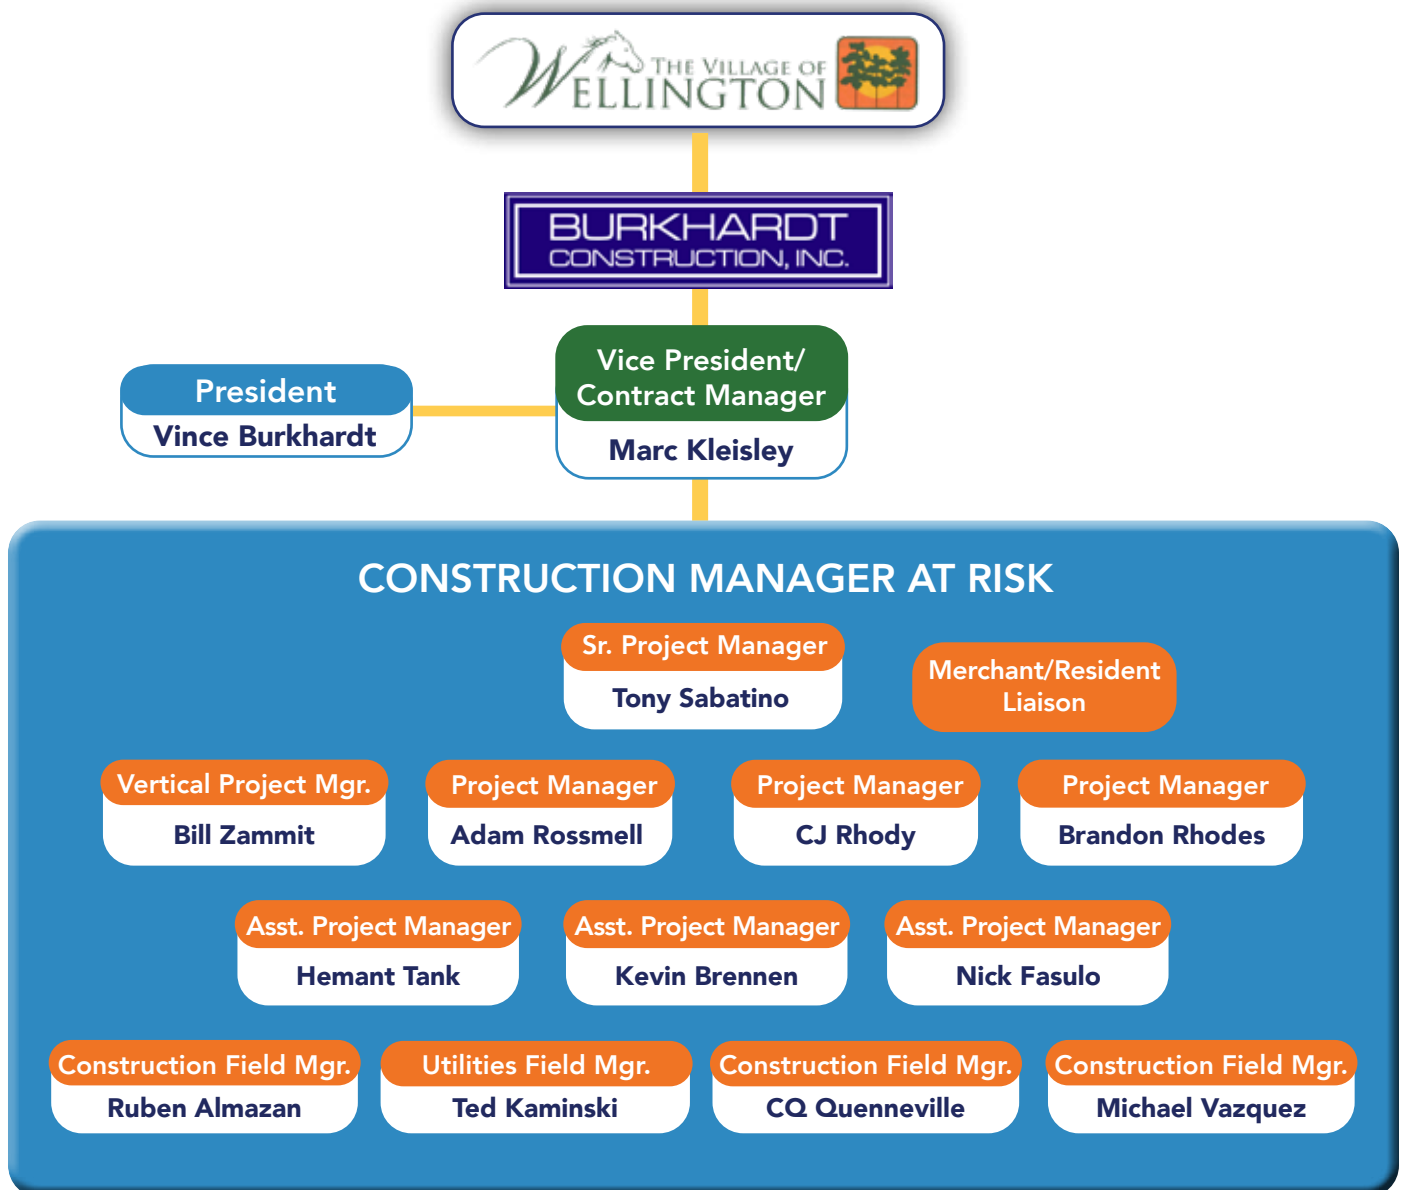 THE VILLAGE OF
WELLINGTON
BURKHARDT
CONSTRUCTION, INC.
President
Vince Burkhardt
Vice President/
Contract Manager
Marc Kleisley
CONSTRUCTION MANAGER AT RISK
Sr. Project Manager
Tony Sabatino
Merchant/Resident
Liaison
Vertical Project Mgr.
Bill Zammit
Project Manager
Adam Rossmell
Project Manager
CJ Rhody
Project Manager
Brandon Rhodes
Asst. Project Manager
Hemant Tank
Asst. Project Manager
Kevin Brennen
Asst. Project Manager
Nick Fasulo
Construction Field Mgr.
Ruben Almazan
Utilities Field Mgr.
Ted Kaminski
Construction Field Mgr.
CQ Quenneville
Construction Field Mgr.
Michael Vazquez